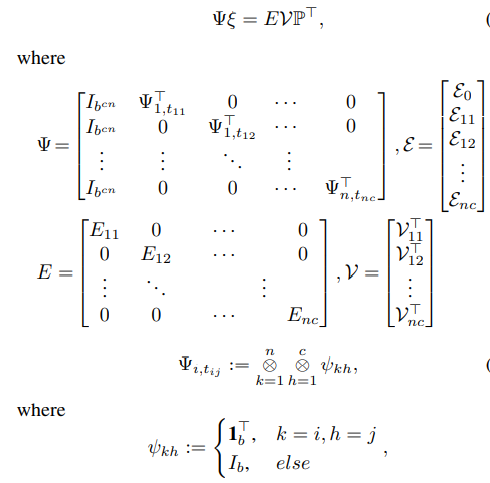 Ψξ = E𝒱ℙ^⊤, (
where
Ψ = [ I_{b^{cn}} Ψ^⊤_{1,t_{11}} 0 ⋯ 0
I_{b^{cn}} 0 Ψ^⊤_{1,t_{12}} ⋯ 0
⋮ ⋮ ⋱ ⋮
I_{b^{cn}} 0 0 ⋯ Ψ^⊤_{n,t_{nc}} ] , ℰ = [ ℰ_0
ℰ_{11}
ℰ_{12}
⋮
ℰ_{nc} ]
E = [ E_{11} 0 ⋯ 0
0 E_{12} ⋯ 0
⋮ ⋱ ⋮
0 0 ⋯ E_{nc} ] , 𝒱 = [ 𝒱^⊤_{11}
𝒱^⊤_{12}
⋮
𝒱^⊤_{nc} ]
Ψ_{ı,t_{ij}} := ⊗_{k=1}^{n} ⊗_{h=1}^{c} ψ_{kh}, (
where
ψ_{kh} := { 𝟏_b^⊤, k = i, h = j
I_b, else ,